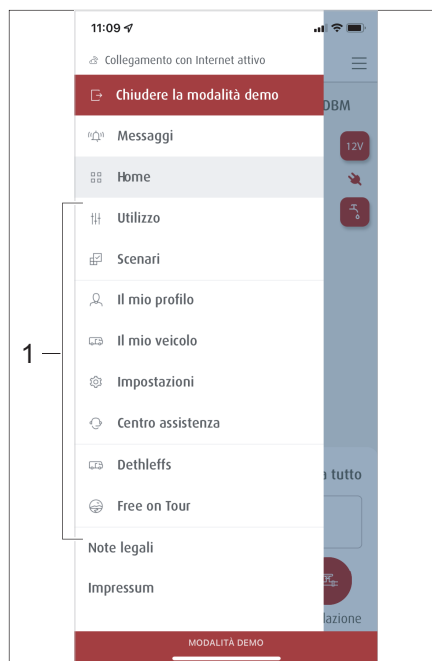 11:09
Collegamento con Internet attivo
Chiudere la modalità demo
DBM
Messaggi
12V
Home
Utilizzo
Scenari
Il mio profilo
Il mio veicolo
1
Impostazioni
Centro assistenza
Dethleffs
a tutto
Free on Tour
Note legali
Impressum
lazione
MODALITÀ DEMO